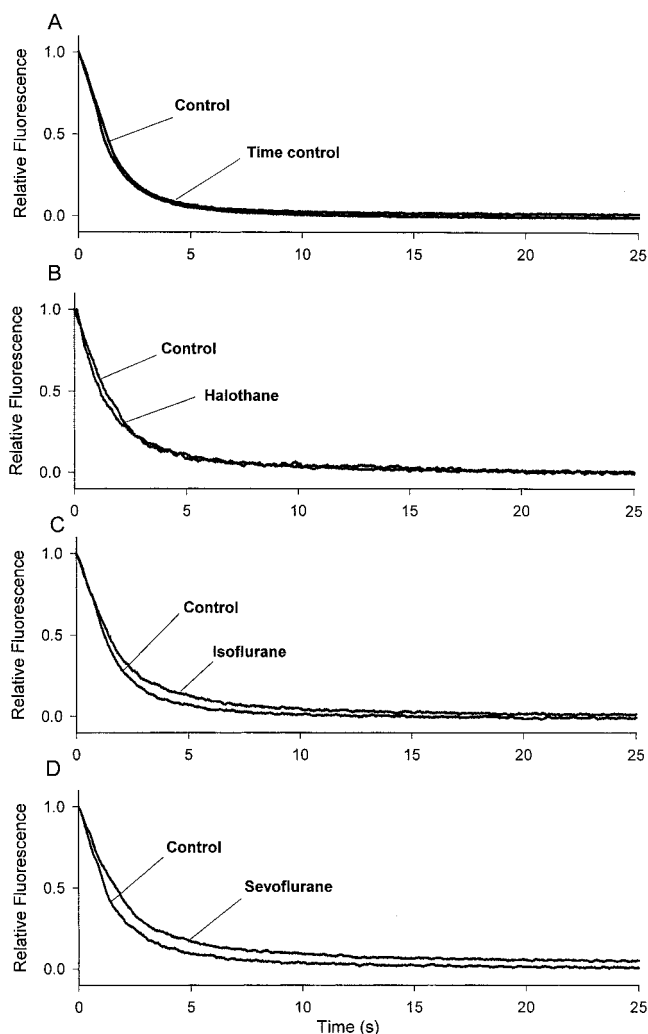 A
Relative Fluorescence
1.0
0.5
0.0
Control
Time control
0 5 10 15 20 25
B
Relative Fluorescence
1.0
0.5
0.0
Control
Halothane
0 5 10 15 20 25
C
Relative Fluorescence
1.0
0.5
0.0
Control
Isoflurane
0 5 10 15 20 25
D
Relative Fluorescence
1.0
0.5
0.0
Control
Sevoflurane
0 5 10 15 20 25
Time (s)